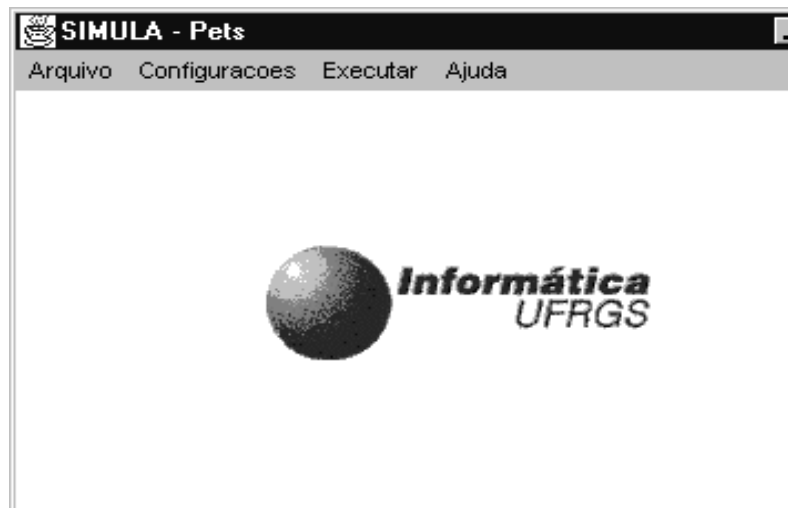 SIMULA - Pets
Arquivo Configuracoes Executar Ajuda
Informática
UFRGS